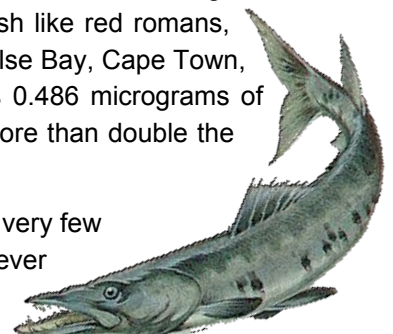 sh like red romans,
lse Bay, Cape Town,
0.486 micrograms of
ore than double the
very few
ever